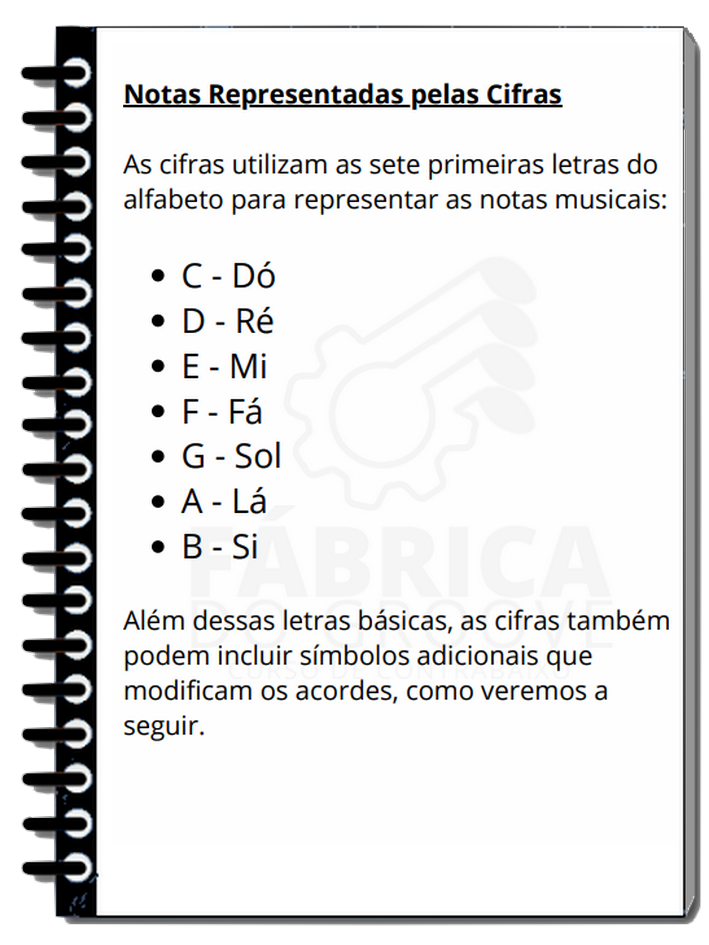 Notas Representadas pelas Cifras
As cifras utilizam as sete primeiras letras do
alfabeto para representar as notas musicais:
• C - Dó
• D - Ré
• E - Mi
• F - Fá
• G - Sol
• A - Lá
• B - Si
FÁBRICA
DO GROOVE
CURSO DE CONTRABAIXO
Além dessas letras básicas, as cifras também
podem incluir símbolos adicionais que
modificam os acordes, como veremos a
seguir.